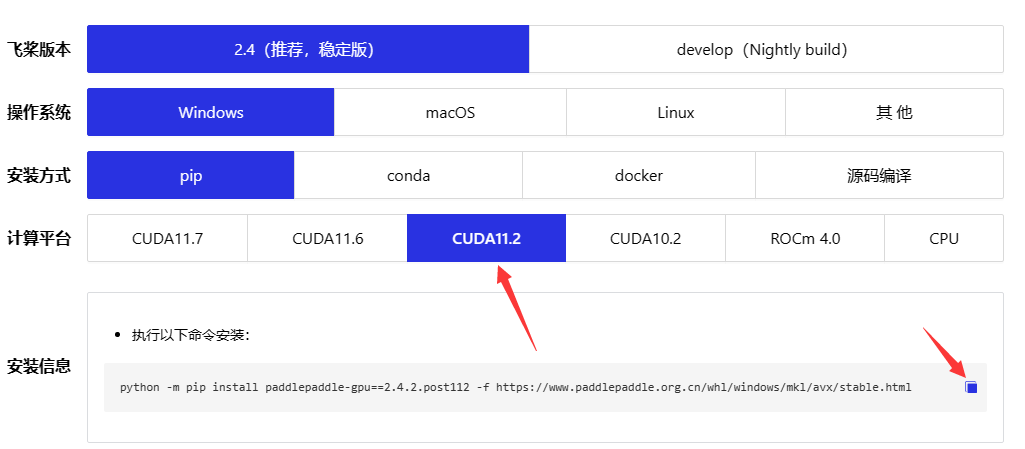 飞桨版本 2.4（推荐，稳定版） develop（Nightly build）
操作系统 Windows macOS Linux 其 他
安装方式 pip conda docker 源码编译
计算平台 CUDA11.7 CUDA11.6 CUDA11.2 CUDA10.2 ROCm 4.0 CPU
安装信息
执行以下命令安装：
python -m pip install paddlepaddle-gpu==2.4.2.post112 -f https://www.paddlepaddle.org.cn/whl/windows/mkl/avx/stable.html